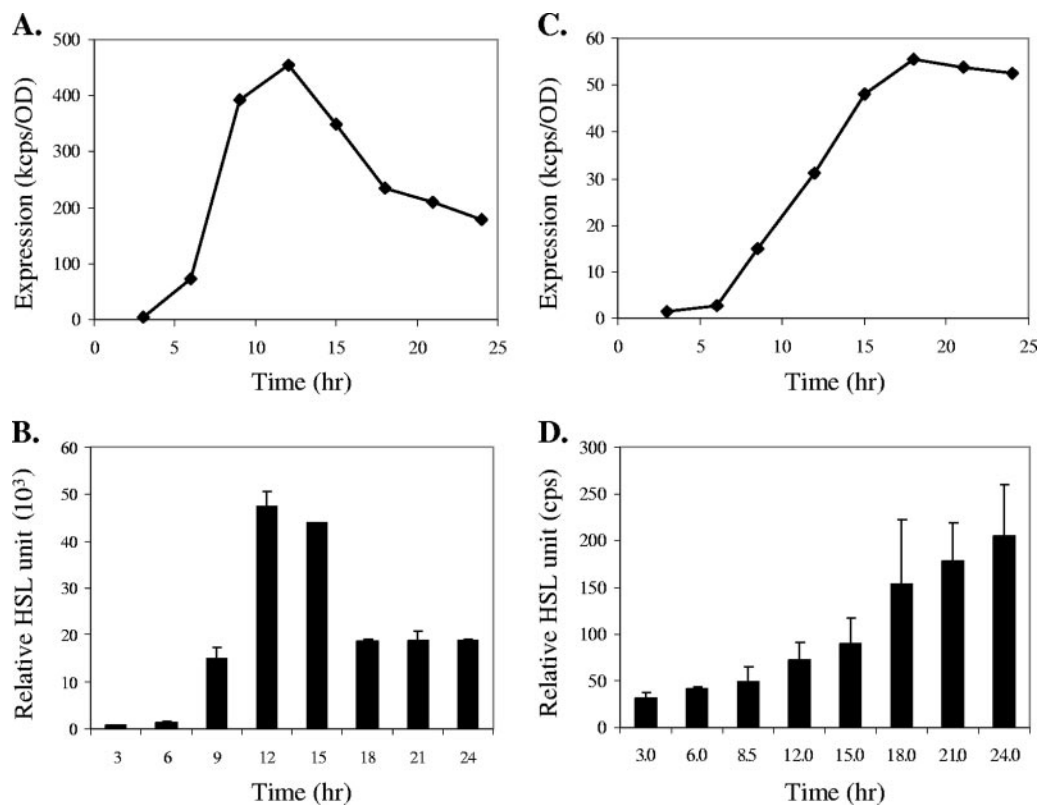 A.
500
400
300
200
100
0
Expression (kcps/OD)
0 5 10 15 20 25
Time (hr)
C.
60
50
40
30
20
10
0
Expression (kcps/OD)
0 5 10 15 20 25
Time (hr)
B.
60
50
40
30
20
10
0
Relative HSL unit (10³)
3 6 9 12 15 18 21 24
Time (hr)
D.
300
250
200
150
100
50
0
Relative HSL unit (cps)
3.0 6.0 8.5 12.0 15.0 18.0 21.0 24.0
Time (hr)